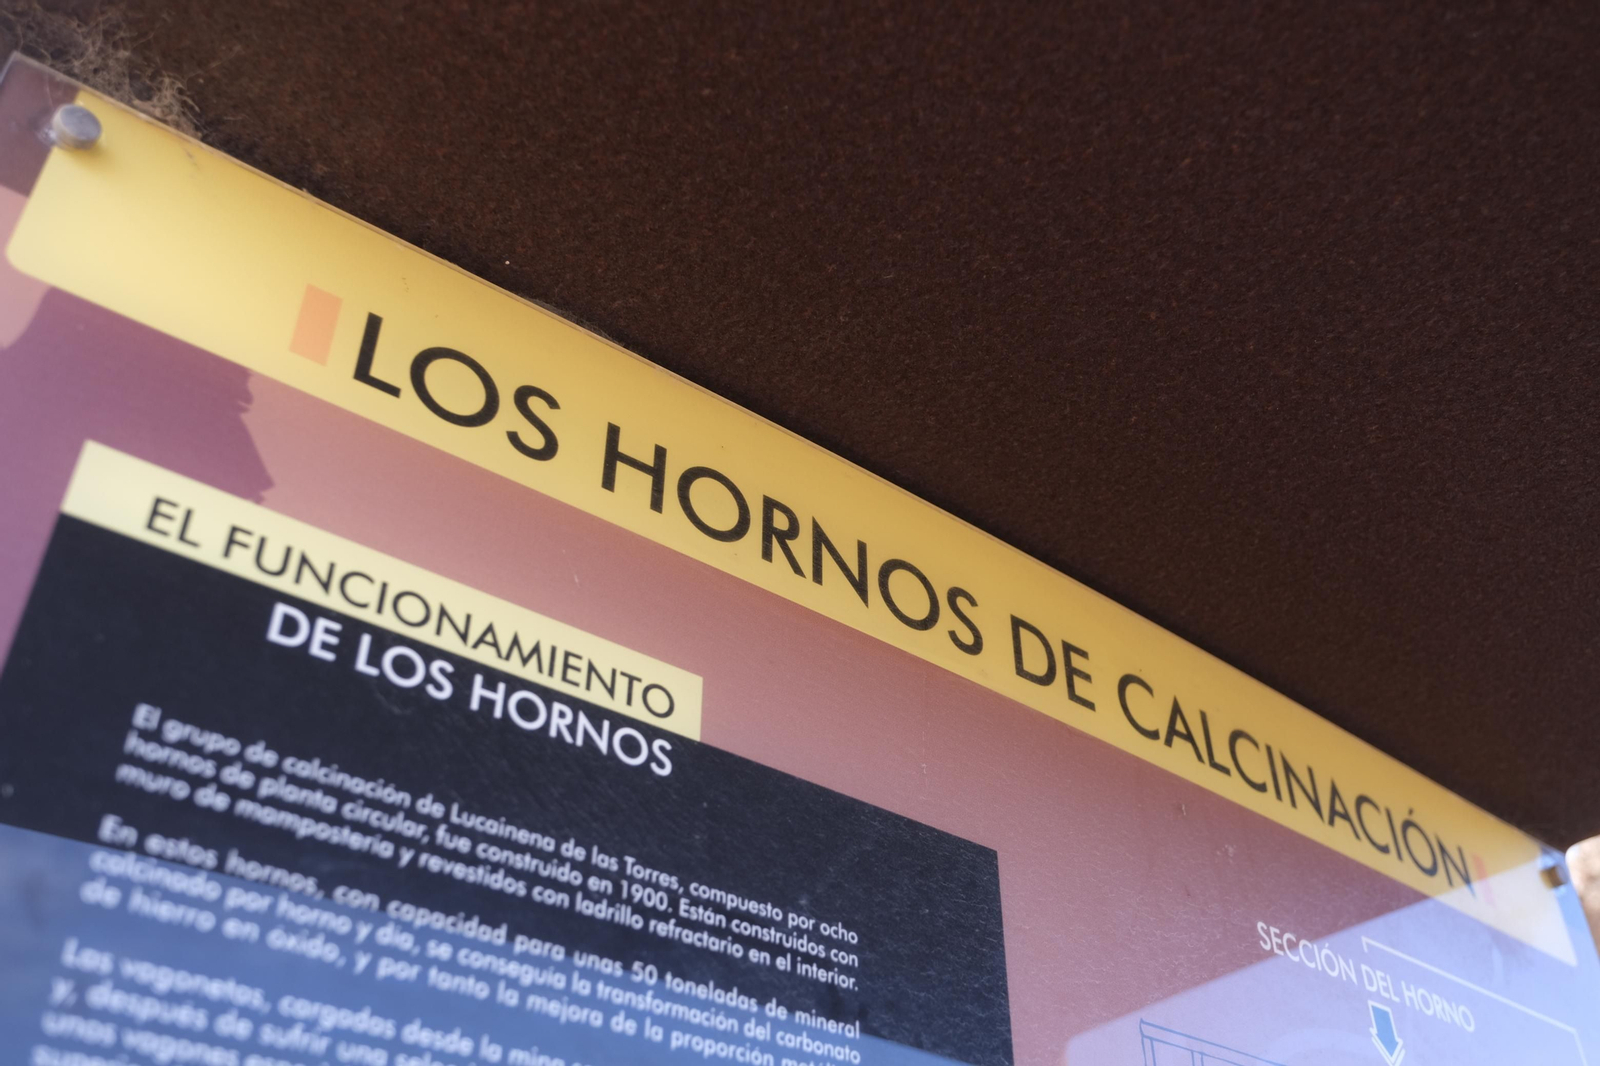 LOS HORNOS DE CALCINACIÓN
EL FUNCIONAMIENTO
DE LOS HORNOS
El grupo de calcinación de Lucainena de las Torres, compuesto por ocho
hornos de planta circular, fue construido en 1900. Están construidos con
muro de mampostería y revestidos con ladrillo refractario en el interior.
En estos hornos, con capacidad para unas 50 toneladas de mineral
calcinado por horno y día, se conseguía la transformación del carbonato
de hierro en óxido, y por tanto la mejora de la proporción
Las vagonetas, cargadas desde la mina
y, después de sufrir una
unos vagones
SECCIÓN DEL HORNO